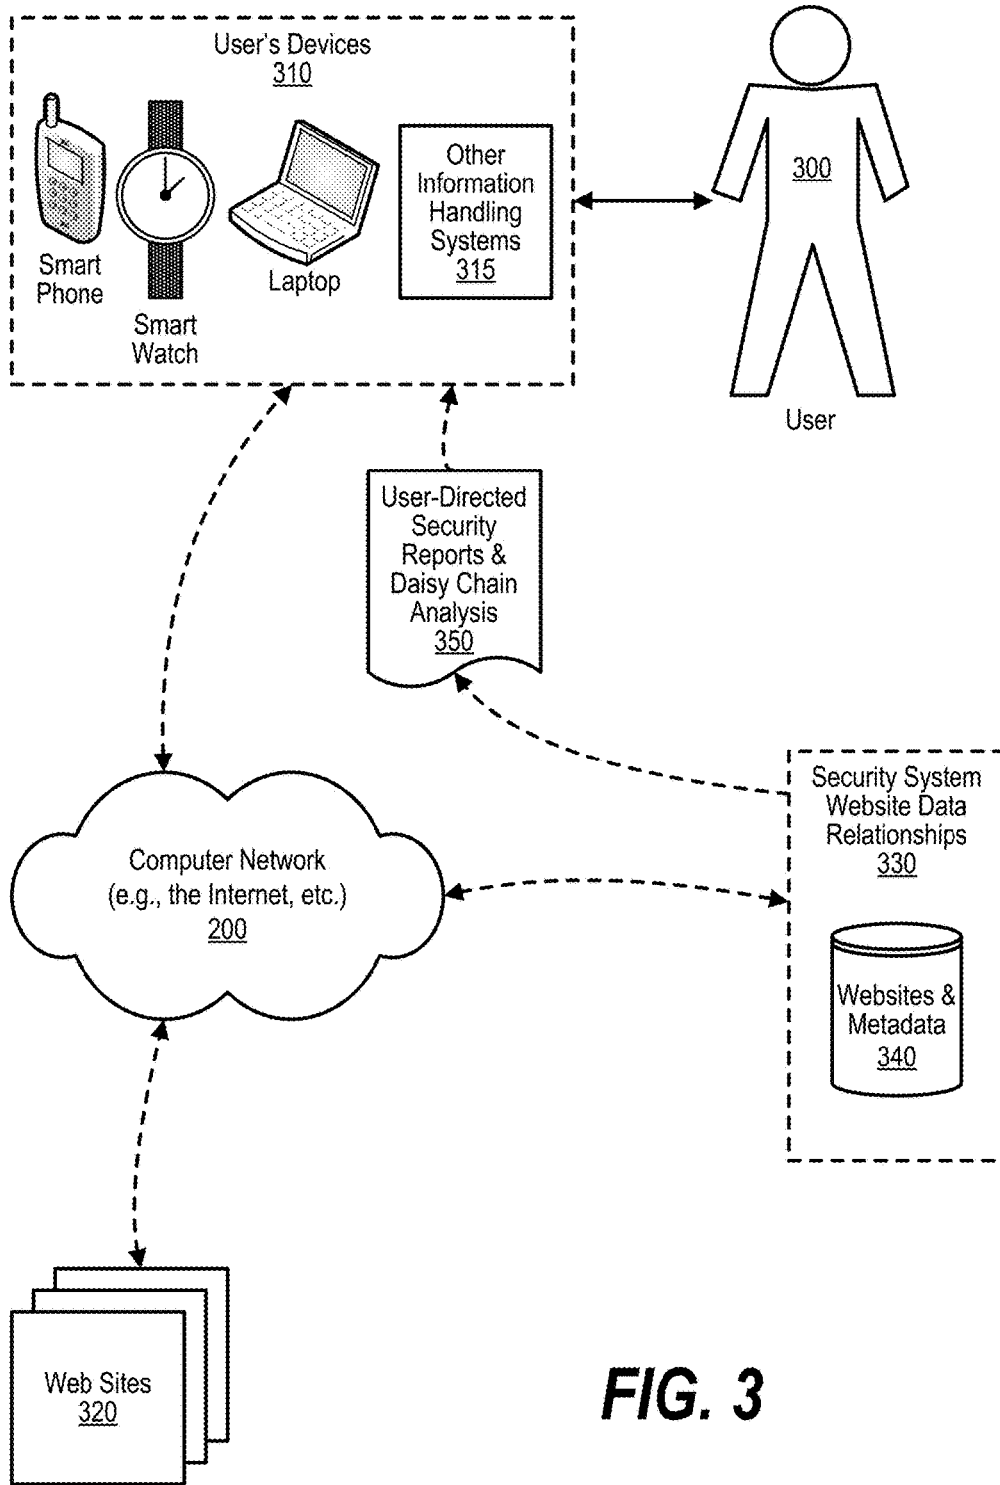 User's Devices
310
Smart
Phone
Smart
Watch
Laptop
Other
Information
Handling
Systems
315
300
User
User-Directed
Security
Reports &
Daisy Chain
Analysis
350
Computer Network
(e.g., the Internet, etc.)
200
Security System
Website Data
Relationships
330
Websites &
Metadata
340
Web Sites
320
FIG. 3